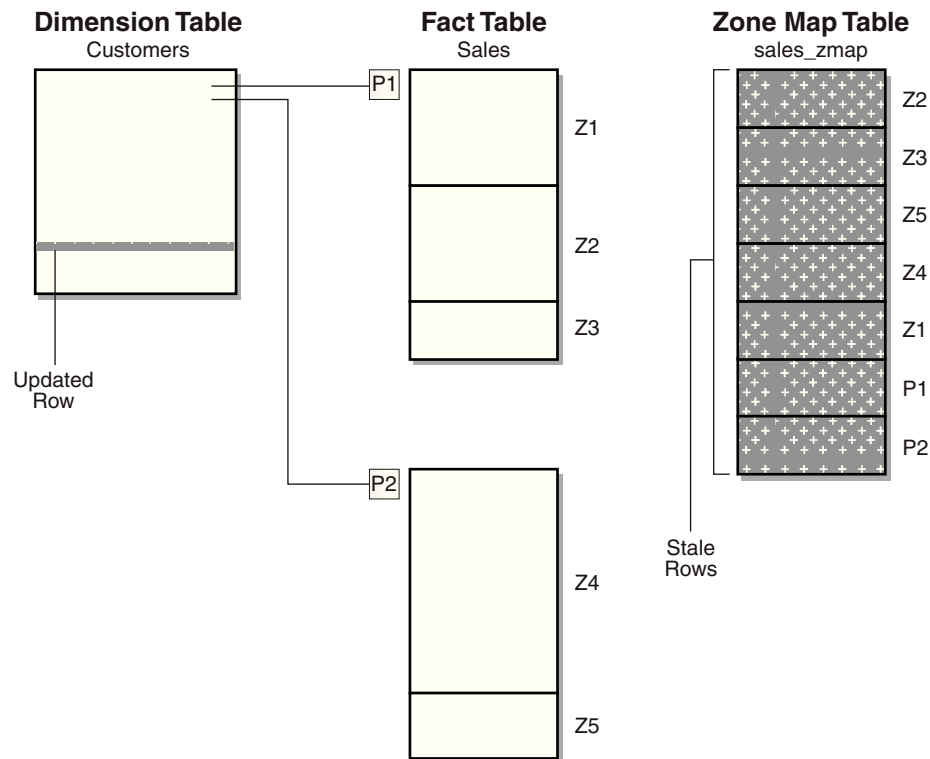 Dimension Table
Customers
Updated
Row
Fact Table
Sales
P1
Z1
Z2
Z3
P2
Z4
Z5
Zone Map Table
sales_zmap
Z2
Z3
Z5
Z4
Z1
P1
P2
Stale
Rows